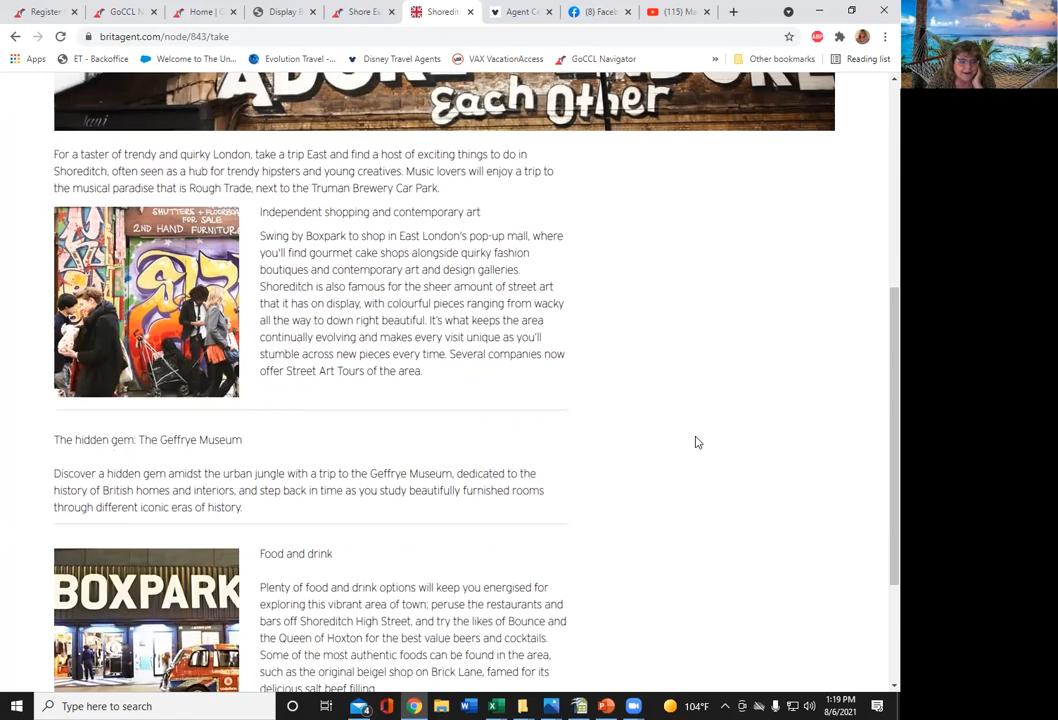 Register
GoCCL N
Home | G
Display B
Shore Ex
Shoredit
Agent Ce
(8) Faceb
(115) Ma
britagent.com/node/843/take
Apps
ET - Backoffice
Welcome to The Un...
Evolution Travel /
Disney Travel Agents
VAX VacationAccess
GoCCL Navigator
»
Other bookmarks
Reading list
Each Other
For a taster of trendy and quirky London, take a trip East and find a host of exciting things to do in
Shoreditch, often seen as a hub for trendy hipsters and young creatives. Music lovers will enjoy a trip to
the musical paradise that is Rough Trade, next to the Truman Brewery Car Park.
SHUTTERS + FLOORBOA
FOR SALE
2ND HAND FURNITURE
Independent shopping and contemporary art
Swing by Boxpark to shop in East London's pop-up mall, where
you'll find gourmet cake shops alongside quirky fashion
boutiques and contemporary art and design galleries.
Shoreditch is also famous for the sheer amount of street art
that it has on display, with colourful pieces ranging from wacky
all the way to down right beautiful. It's what keeps the area
continually evolving and makes every visit unique as you'll
stumble across new pieces every time. Several companies now
offer Street Art Tours of the area.
The hidden gem: The Geffrye Museum
Discover a hidden gem amidst the urban jungle with a trip to the Geffrye Museum, dedicated to the
history of British homes and interiors, and step back in time as you study beautifully furnished rooms
through different iconic eras of history.
BOXPARK
Food and drink
Plenty of food and drink options will keep you energised for
exploring this vibrant area of town; peruse the restaurants and
bars off Shoreditch High Street, and try the likes of Bounce and
the Queen of Hoxton for the best value beers and cocktails.
Some of the most authentic foods can be found in the area,
such as the original beigel shop on Brick Lane, famed for its
delicious salt beef filling.
Type here to search
104°F
1:19 PM
8/6/2021